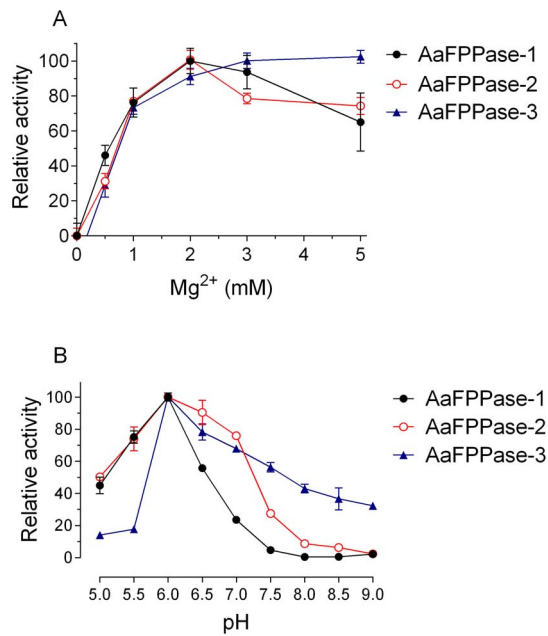 A
Relative activity
100
80
60
40
20
0
0 1 2 3 4 5
Mg²⁺ (mM)
AaFPPase-1
AaFPPase-2
AaFPPase-3
B
Relative activity
100
80
60
40
20
0
5.0 5.5 6.0 6.5 7.0 7.5 8.0 8.5 9.0
pH
AaFPPase-1
AaFPPase-2
AaFPPase-3